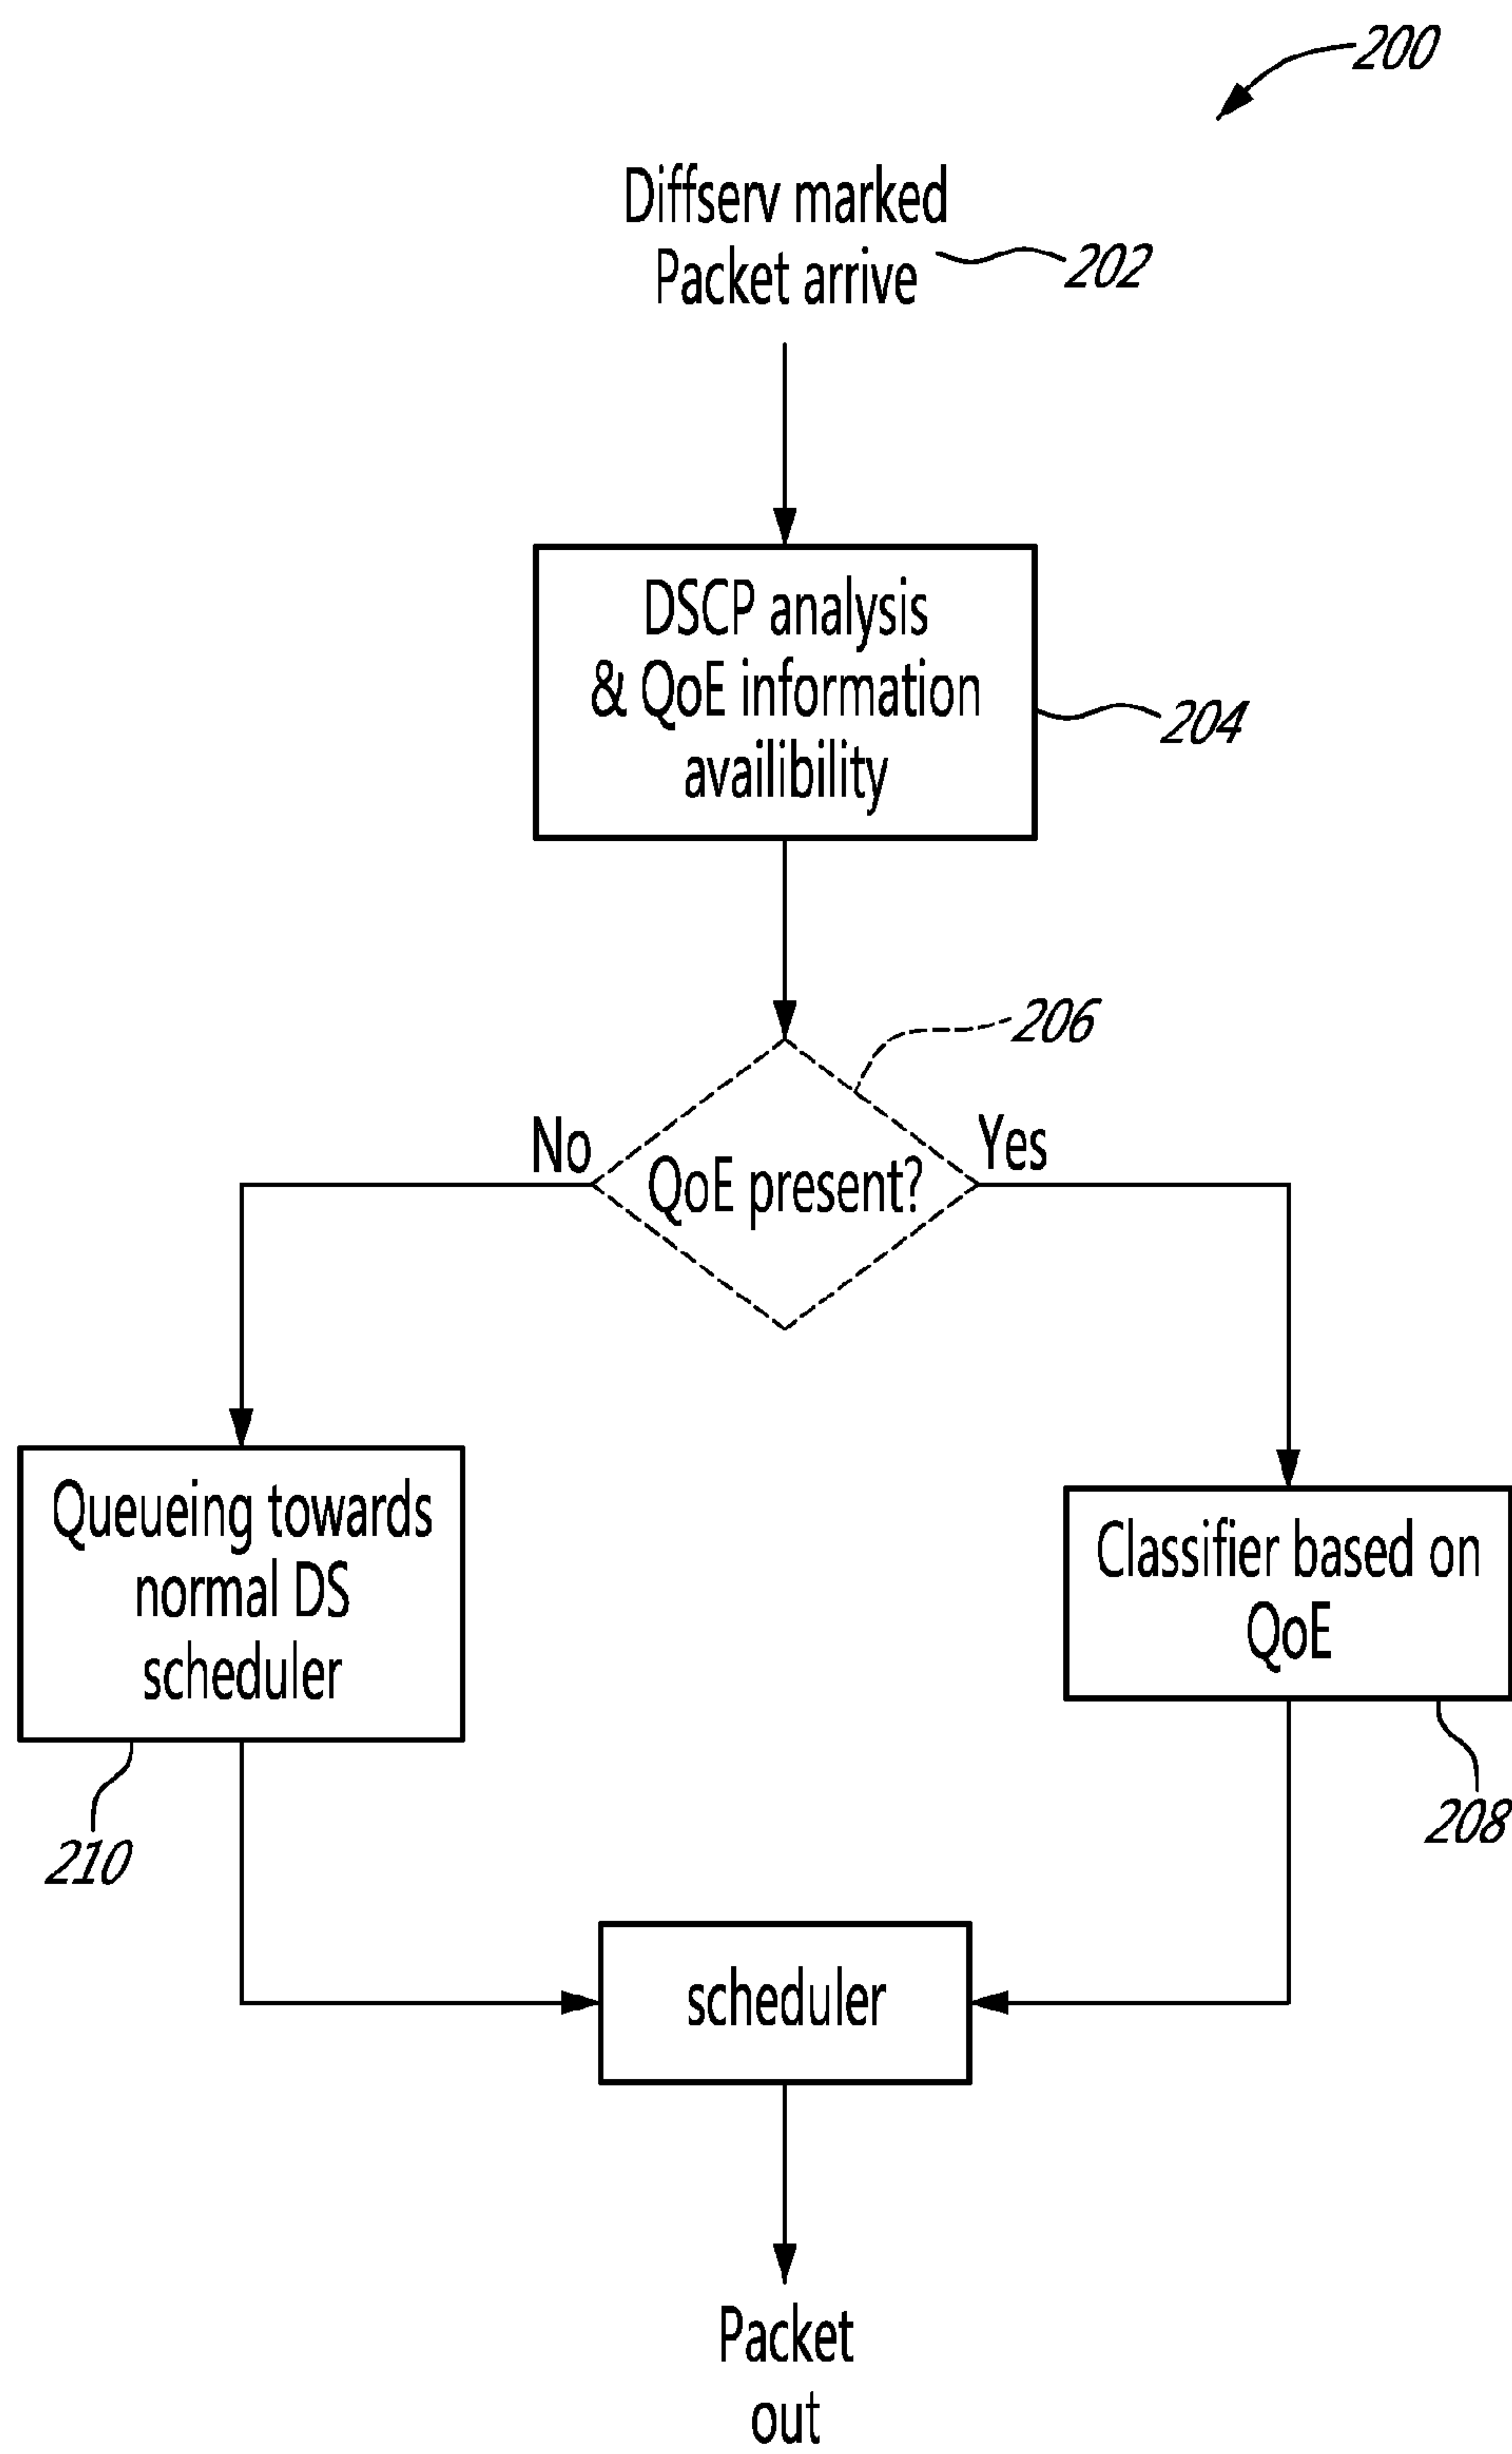 200
Diffserv marked
Packet arrive
202
DSCP analysis
& QoE information
availibility
204
206
No
Yes
QoE present?
Queueing towards
normal DS
scheduler
Classifier based on
QoE
210
208
scheduler
Packet
out